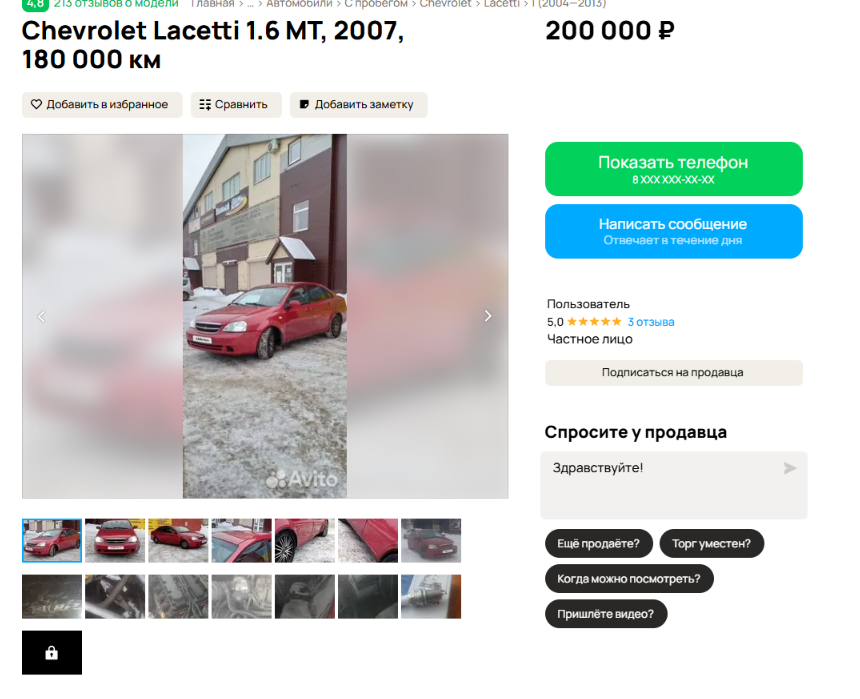 4,8 213 отзывов о модели Главная > ... > Автомобили > С пробегом > Chevrolet > Lacetti > I (2004—2013)
Chevrolet Lacetti 1.6 MT, 2007,
180 000 км
200 000 ₽
Добавить в избранное Сравнить Добавить заметку
Avito
Показать телефон
8 XXX XXX-XX-XX
Написать сообщение
Отвечает в течение дня
Пользователь
5,0 ★★★★★ 3 отзыва
Частное лицо
Подписаться на продавца
Спросите у продавца
Здравствуйте!
Ещё продаёте? Торг уместен?
Когда можно посмотреть?
Пришлёте видео?